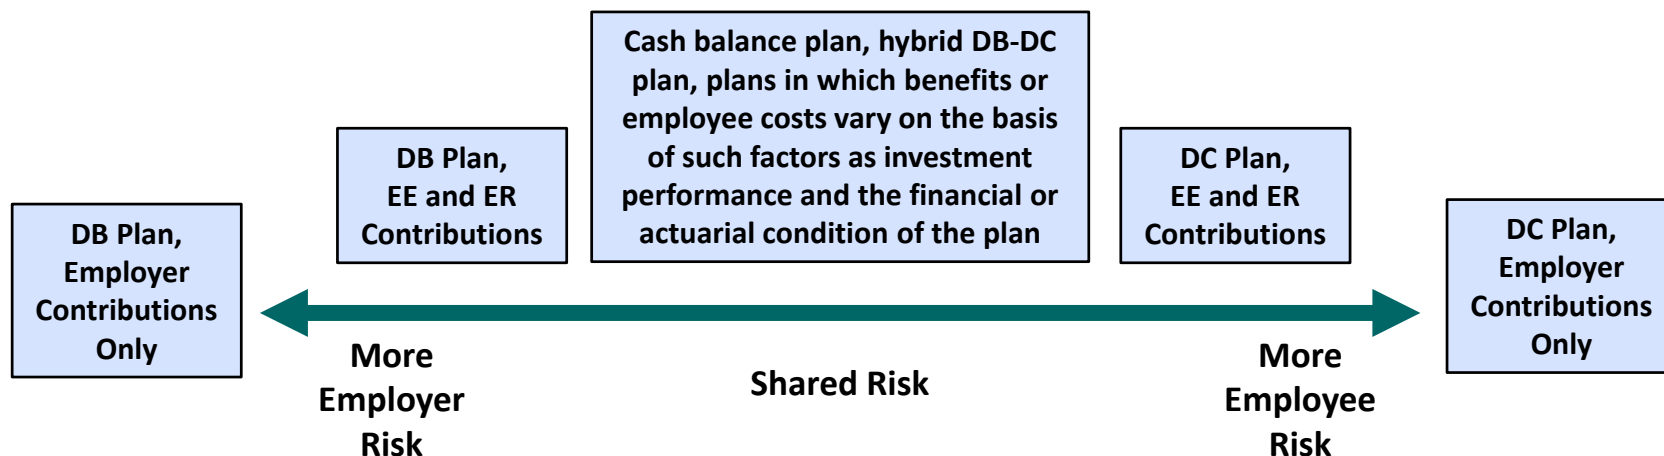 DB Plan,
Employer
Contributions
Only
DB Plan,
EE and ER
Contributions
Cash balance plan, hybrid DB-DC
plan, plans in which benefits or
employee costs vary on the basis
of such factors as investment
performance and the financial or
actuarial condition of the plan
DC Plan,
EE and ER
Contributions
DC Plan,
Employer
Contributions
Only
More
Employer
Risk
Shared Risk
More
Employee
Risk